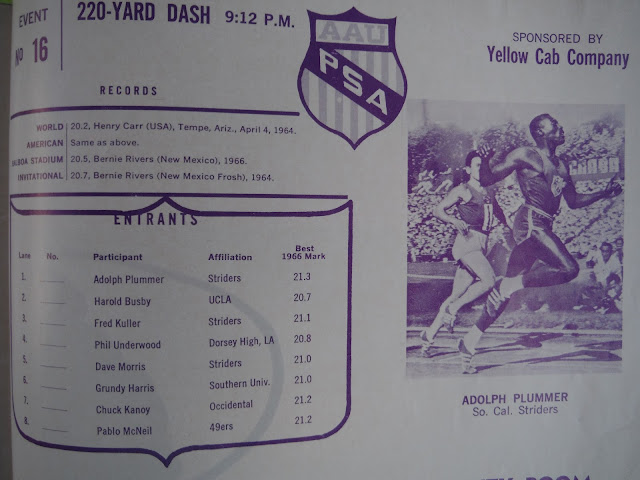 EVENT
No 16
220-YARD DASH 9:12 P.M.
AAU
PSA
SPONSORED BY
Yellow Cab Company
RECORDS
WORLD 20.2, Henry Carr (USA), Tempe, Ariz., April 4, 1964.
AMERICAN Same as above.
BALBOA STADIUM 20.5, Bernie Rivers (New Mexico), 1966.
INVITATIONAL 20.7, Bernie Rivers (New Mexico Frosh), 1964.
ENTRANTS
Lane No. Participant Affiliation Best 1966 Mark
1. Adolph Plummer Striders 21.3
2. Harold Busby UCLA 20.7
3. Fred Kuller Striders 21.1
4. Phil Underwood Dorsey High, LA 20.8
5. Dave Morris Striders 21.0
6. Grundy Harris Southern Univ. 21.0
7. Chuck Kanoy Occidental 21.2
8. Pablo McNeil 49ers 21.2
ADOLPH PLUMMER
So. Cal. Striders
ROOM